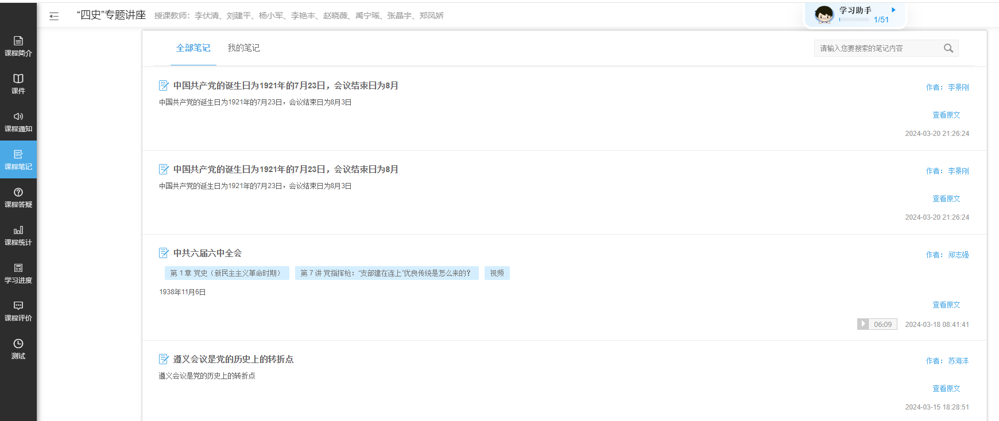 “四史”专题讲座 授课教师：李伏清、刘建平、杨小军、李艳丰、赵晓薇、禹宁瑶、张晶宇、郑凤娇
学习助手
1/51
课程简介
课件
课程通知
课程笔记
课程答疑
课程统计
学习进度
课程评价
测试
全部笔记 我的笔记 请输入您要搜索的笔记内容
中国共产党的诞生日为1921年的7月23日，会议结束日为8月
作者： 李景刚
中国共产党的诞生日为1921年的7月23日，会议结束日为8月3日
查看原文
2024-03-20 21:26:24
中国共产党的诞生日为1921年的7月23日，会议结束日为8月
作者： 李景刚
中国共产党的诞生日为1921年的7月23日，会议结束日为8月3日
查看原文
2024-03-20 21:26:24
中共六届六中全会
作者： 郑志强
第 1 章 党史（新民主主义革命时期） 第 7 讲 党指挥枪：“支部建在连上”优良传统是怎么来的？ 视频
1938年11月6日
查看原文
06:09 2024-03-18 08:41:41
遵义会议是党的历史上的转折点
作者： 苏海洋
遵义会议是党的历史上的转折点
查看原文
2024-03-15 18:28:51